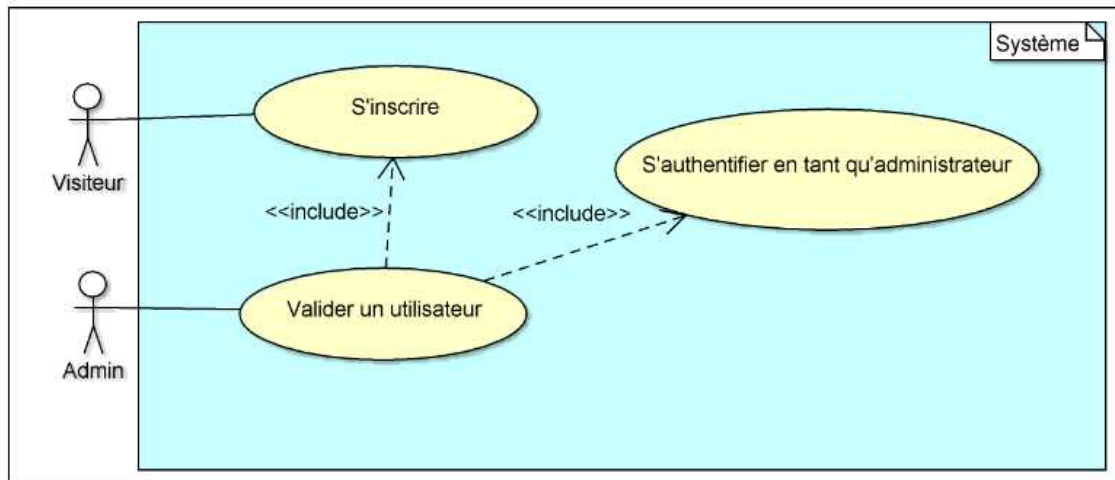 Système
S'inscrire
S'authentifier en tant qu'administrateur
Visiteur
<<include>>
<<include>>
Valider un utilisateur
Admin